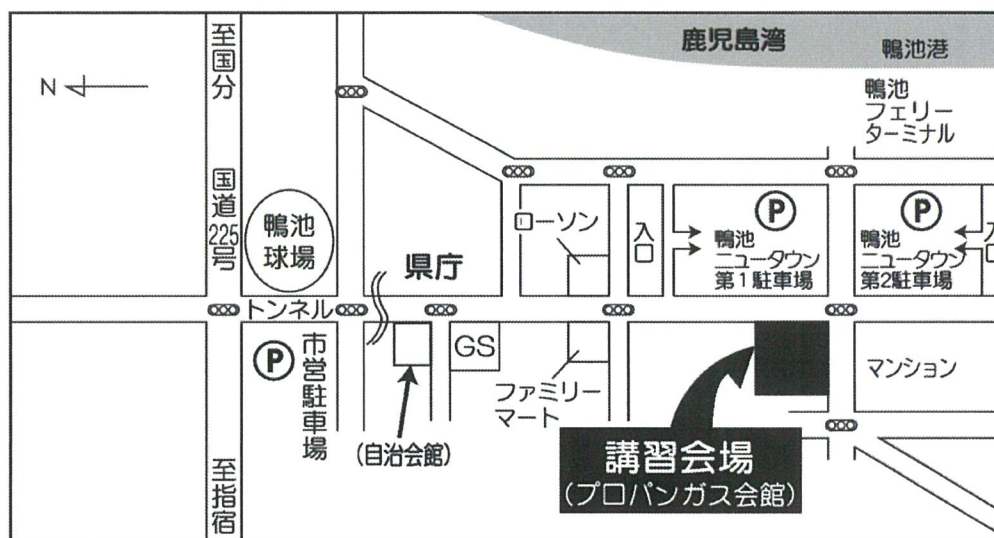 鹿児島湾
鴨池港
N
至国分
国道225号
至指宿
鴨池
球場
トンネル
P
市営駐車場
県庁
(自治会館)
GS
ローソン
ファミリー
マート
入口
P
鴨池
ニュータウン
第1駐車場
鴨池
フェリー
ターミナル
P
鴨池
ニュータウン
第2駐車場
入口
マンション
講習会場
(プロパンガス会館)